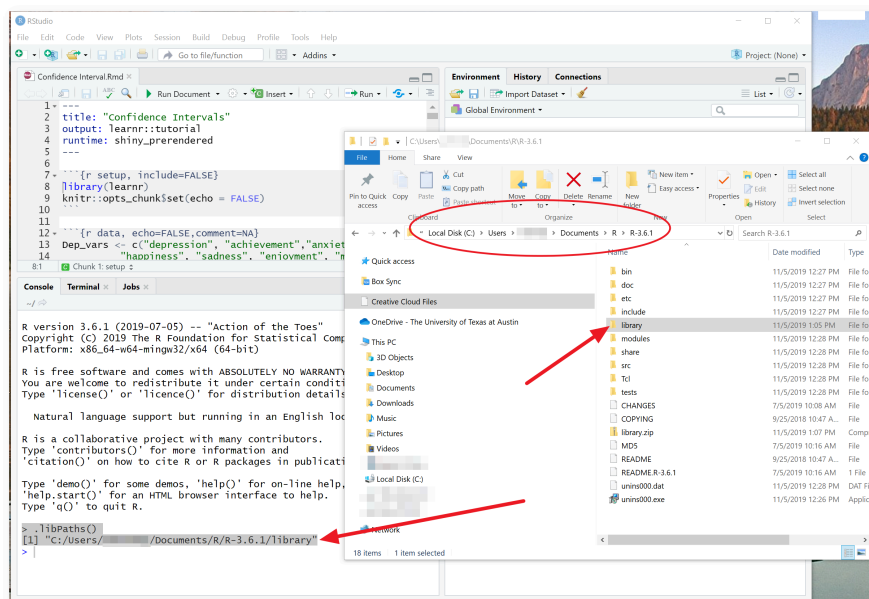 RStudio
File Edit Code View Plots Session Build Debug Profile Tools Help
Go to file/function Addins Project: (None)
Confidence Interval.Rmd
Run Document Insert Run
1 ---
2 title: "Confidence Intervals"
3 output: learnr::tutorial
4 runtime: shiny_prerendered
5 ---
6
7 ```{r setup, include=FALSE}
8 library(learnr)
9 knitr::opts_chunk$set(echo = FALSE)
10 ```
11
12 ```{r data, echo=FALSE,comment=NA}
13 Dep_vars <- c("depression", "achievement","anxiet
14 "happiness", "sadness", "enjoyment", "m
8:1 Chunk 1: setup
Console Terminal Jobs
~/
R version 3.6.1 (2019-07-05) -- "Action of the Toes"
Copyright (C) 2019 The R Foundation for Statistical Comp
Platform: x86_64-w64-mingw32/x64 (64-bit)
R is free software and comes with ABSOLUTELY NO WARRANTY
You are welcome to redistribute it under certain conditi
Type 'license()' or 'licence()' for distribution details
Natural language support but running in an English loc
R is a collaborative project with many contributors.
Type 'contributors()' for more information and
'citation()' on how to cite R or R packages in publicati
Type 'demo()' for some demos, 'help()' for on-line help,
'help.start()' for an HTML browser interface to help.
Type 'q()' to quit R.
> .libPaths()
[1] "C:/Users/ /Documents/R/R-3.6.1/library"
>
Environment History Connections
Import Dataset List
Global Environment
C:\Users\ \Documents\R\R-3.6.1
File Home Share View
Pin to Quick access Copy Paste Cut Copy path Paste shortcut
Move to Copy to Delete Rename New folder New item Easy access
Properties Open Edit History Select all Select none Invert selection
Clipboard Organize New Open Select
« Local Disk (C:) > Users > > Documents > R > R-3.6.1 Search R-3.6.1
Quick access
Box Sync
Creative Cloud Files
OneDrive - The University of Texas at Austin
This PC
3D Objects
Desktop
Documents
Downloads
Music
Pictures
Videos
Local Disk (C:)
Network
Name Date modified Type
bin 11/5/2019 12:27 PM File fo
doc 11/5/2019 12:27 PM File fo
etc 11/5/2019 12:27 PM File fo
include 11/5/2019 12:27 PM File fo
library 11/5/2019 1:05 PM File fo
modules 11/5/2019 12:28 PM File fo
share 11/5/2019 12:28 PM File fo
src 11/5/2019 12:28 PM File fo
Tcl 11/5/2019 12:28 PM File fo
tests 11/5/2019 12:28 PM File fo
CHANGES 7/5/2019 10:08 AM File
COPYING 9/25/2018 10:47 A... File
library.zip 11/5/2019 1:07 PM Comp
MD5 7/5/2019 10:16 AM File
README 9/25/2018 10:47 A... File
README.R-3.6.1 7/5/2019 10:16 AM 1 File
unins000.dat 11/5/2019 12:28 PM DAT Fi
unins000.exe 11/5/2019 12:26 PM Applic
18 items 1 item selected